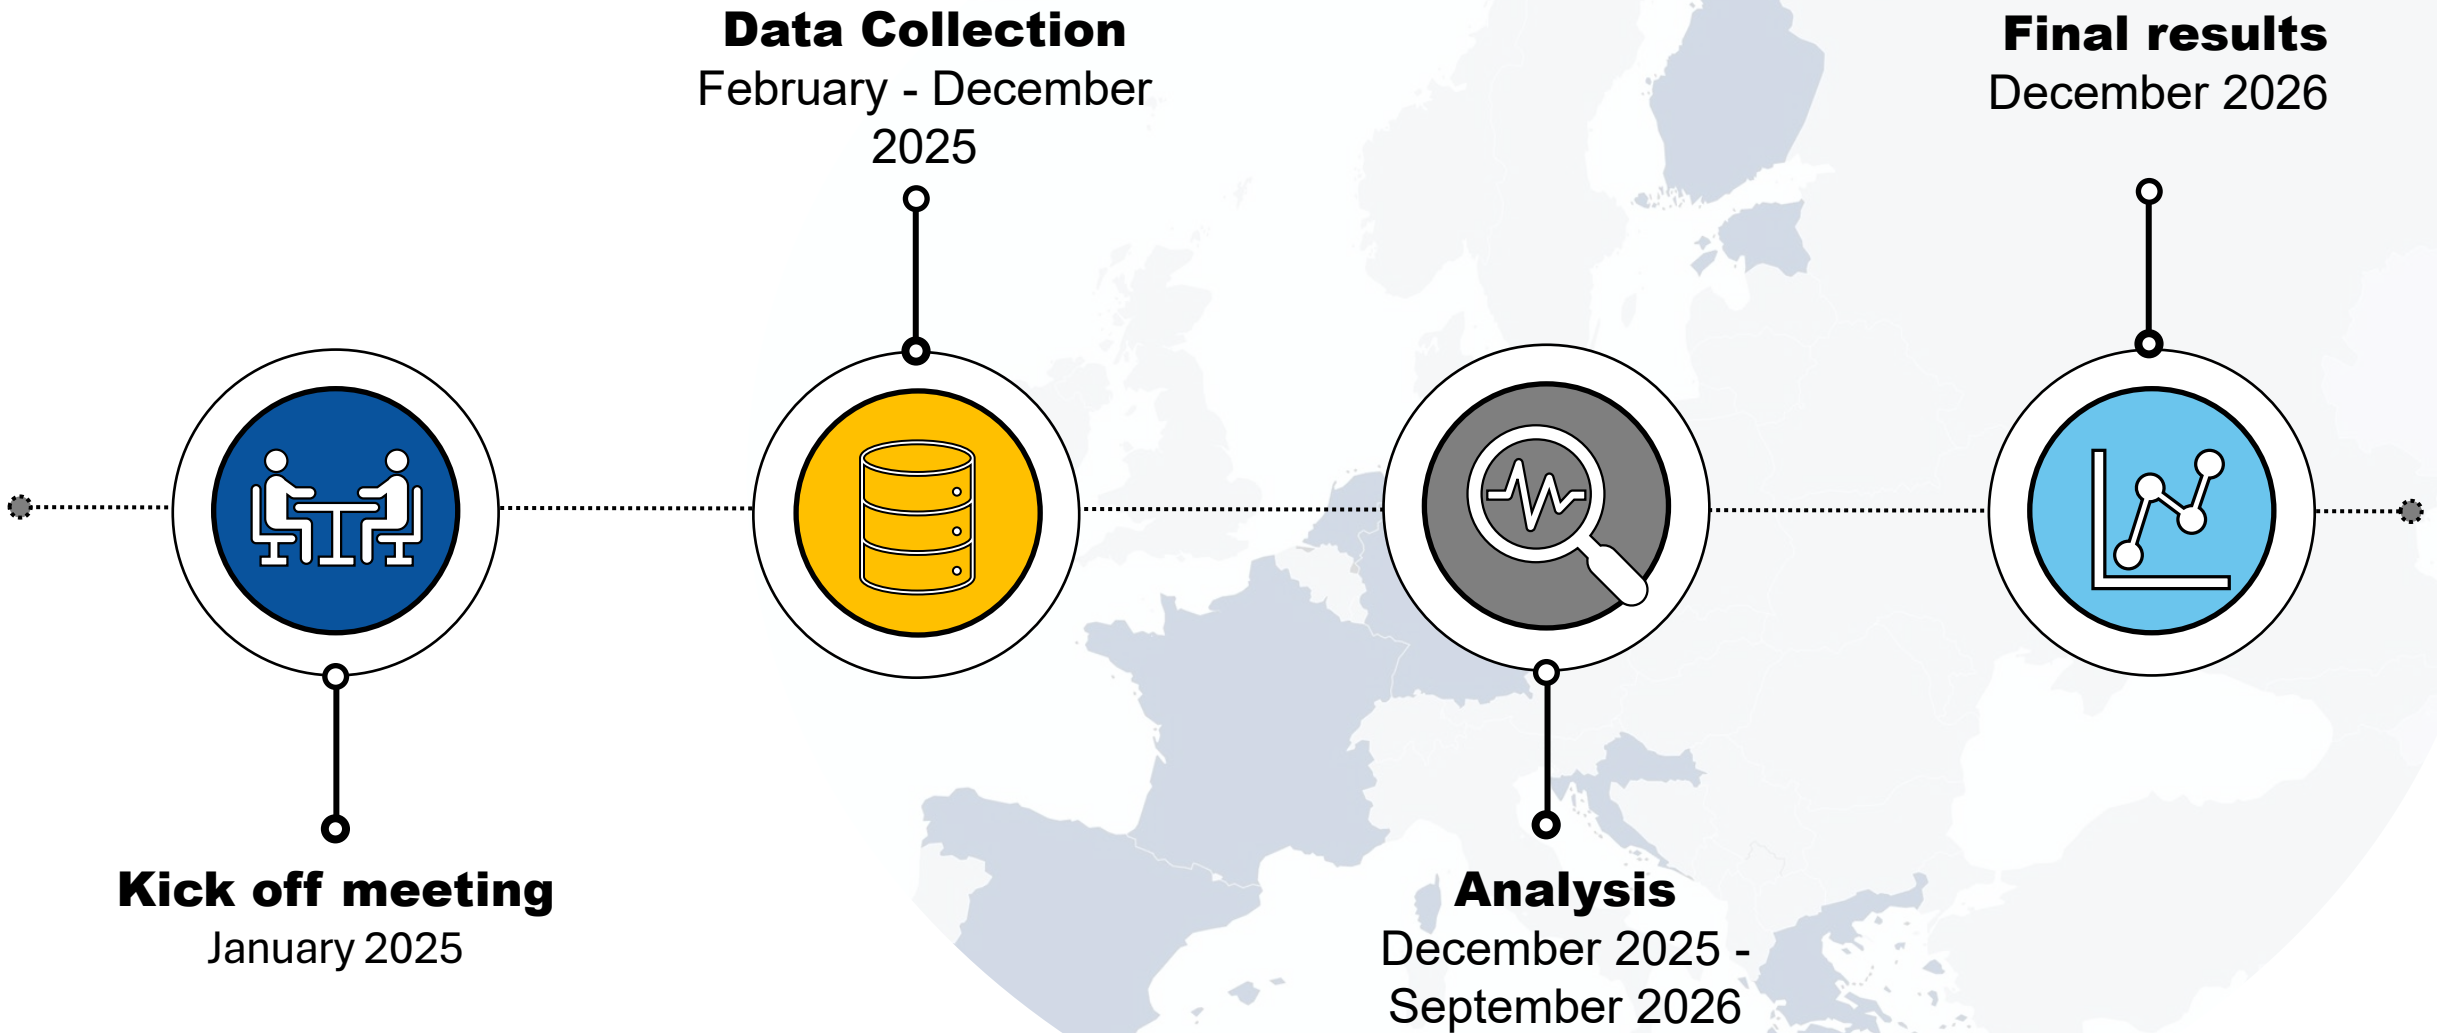 Kick off meeting
January 2025
Data Collection
February - December
2025
Analysis
December 2025 -
September 2026
Final results
December 2026